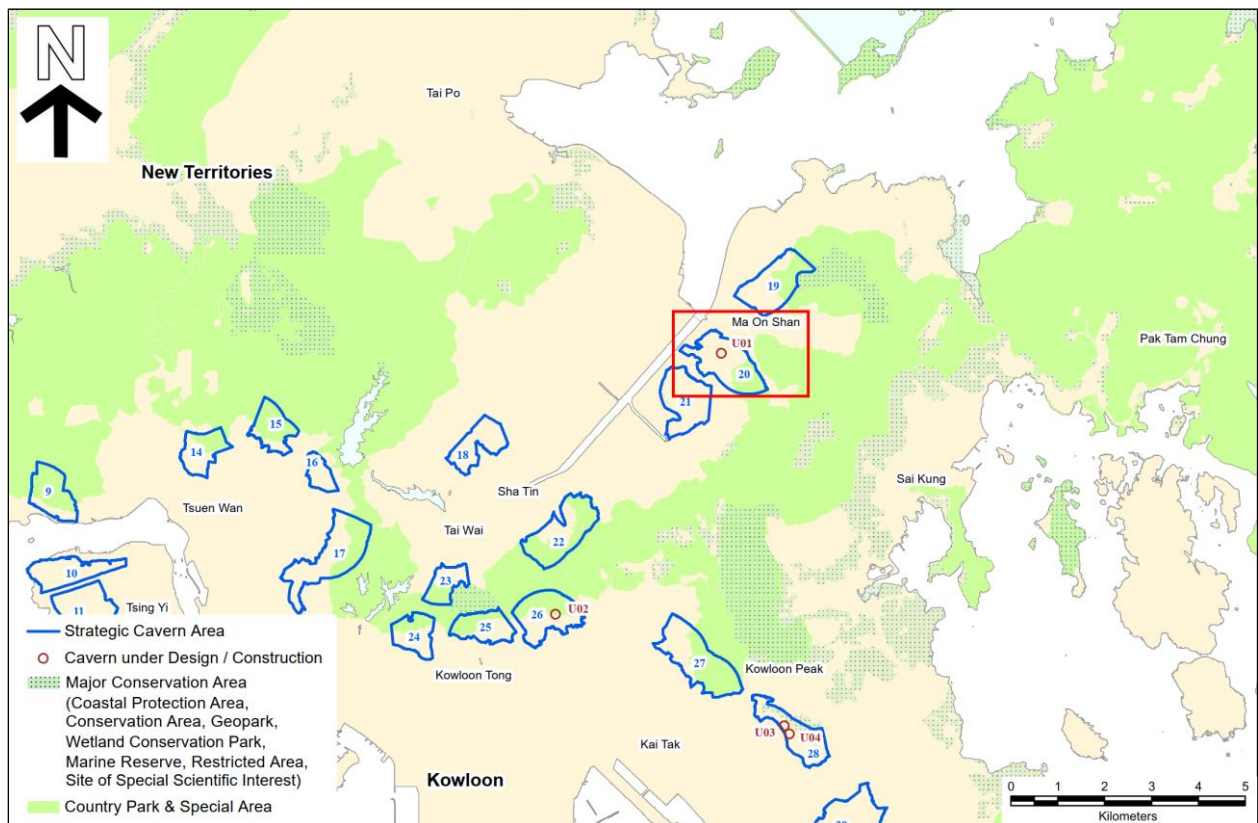 N
Tai Po
New Territories
19
Ma On Shan
U01
Pak Tam Chung
20
21
15
14
18
16
Sai Kung
9
Sha Tin
Tsuen Wan
Tai Wai
17
22
10
23
Tsing Yi
11
26
U02
Strategic Cavern Area
24
25
Cavern under Design / Construction
27
Kowloon Peak
Kowloon Tong
Major Conservation Area
(Coastal Protection Area,
Conservation Area, Geopark,
Wetland Conservation Park,
Marine Reserve, Restricted Area,
Site of Special Scientific Interest)
U03
U04
Kai Tak
28
Kowloon
0 1 2 3 4 5
Kilometers
Country Park & Special Area